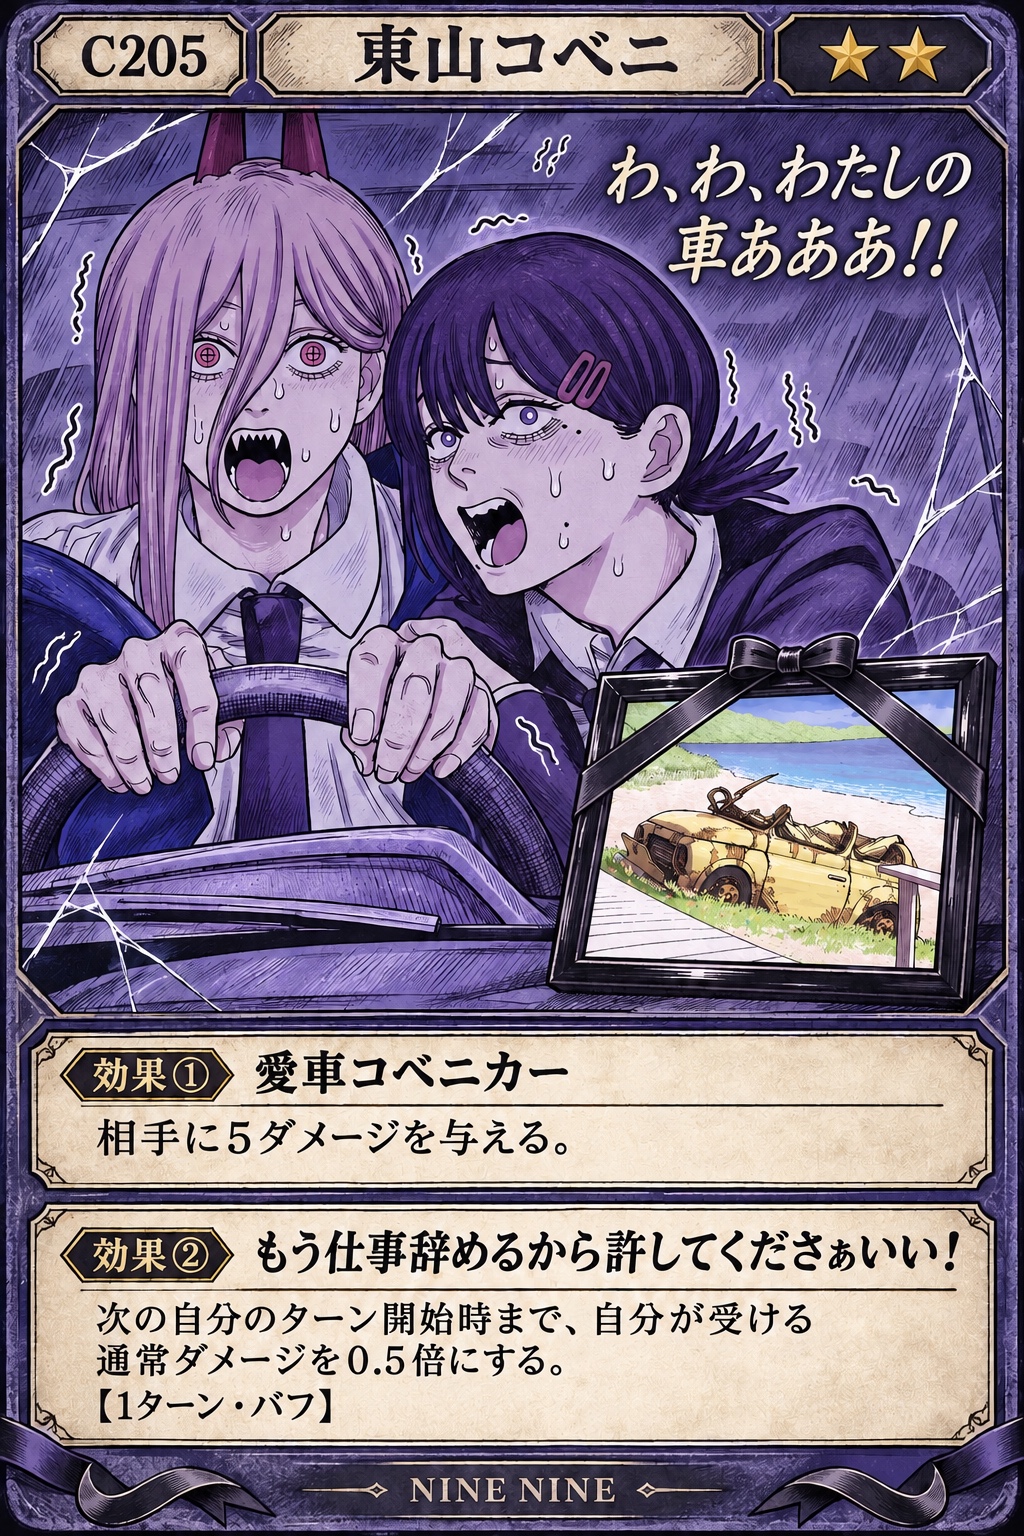 C205
東山コベニ
わ、わ、わたしの
車あああ!!
効果① 愛車コベニカー
相手に5ダメージを与える。
効果② もう仕事辞めるから許してくださぁいい!
次の自分のターン開始時まで、自分が受ける
通常ダメージを0.5倍にする。
【1ターン・バフ】
NINE NINE